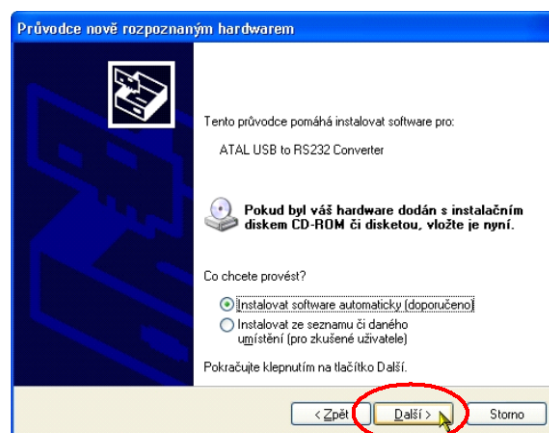 Průvodce nově rozpoznaným hardwarem
Tento průvodce pomáhá instalovat software pro:
ATAL USB to RS232 Converter
Pokud byl váš hardware dodán s instalačním
diskem CD-ROM či disketou, vložte je nyní.
Co chcete provést?
Instalovat software automaticky (doporučeno)
Instalovat ze seznamu či daného
umístění (pro zkušené uživatele)
Pokračujte klepnutím na tlačítko Další.
< Zpět
Další >
Storno